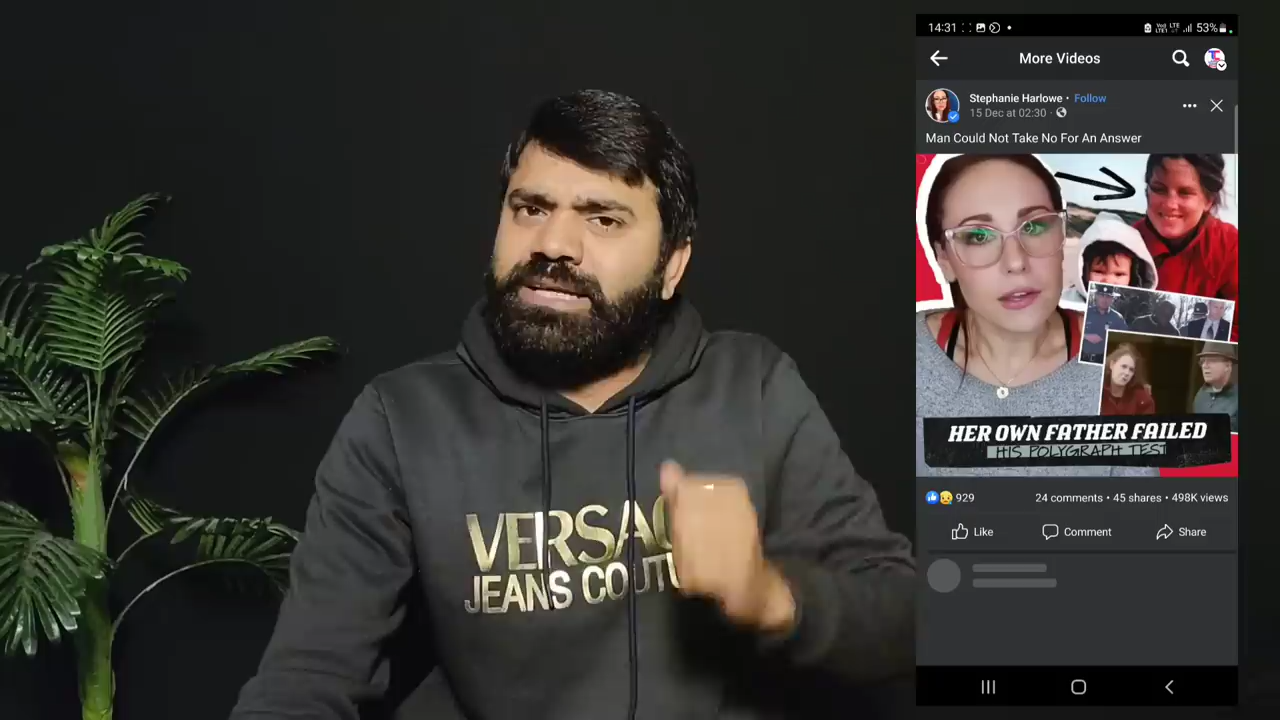 14:31
53%
More Videos
Stephanie Harlowe • Follow
15 Dec at 02:30
Man Could Not Take No For An Answer
HER OWN FATHER FAILED
HIS POLYGRAPH TEST
929
24 comments • 45 shares • 498K views
Like
Comment
Share
VERSAC
JEANS COUTU